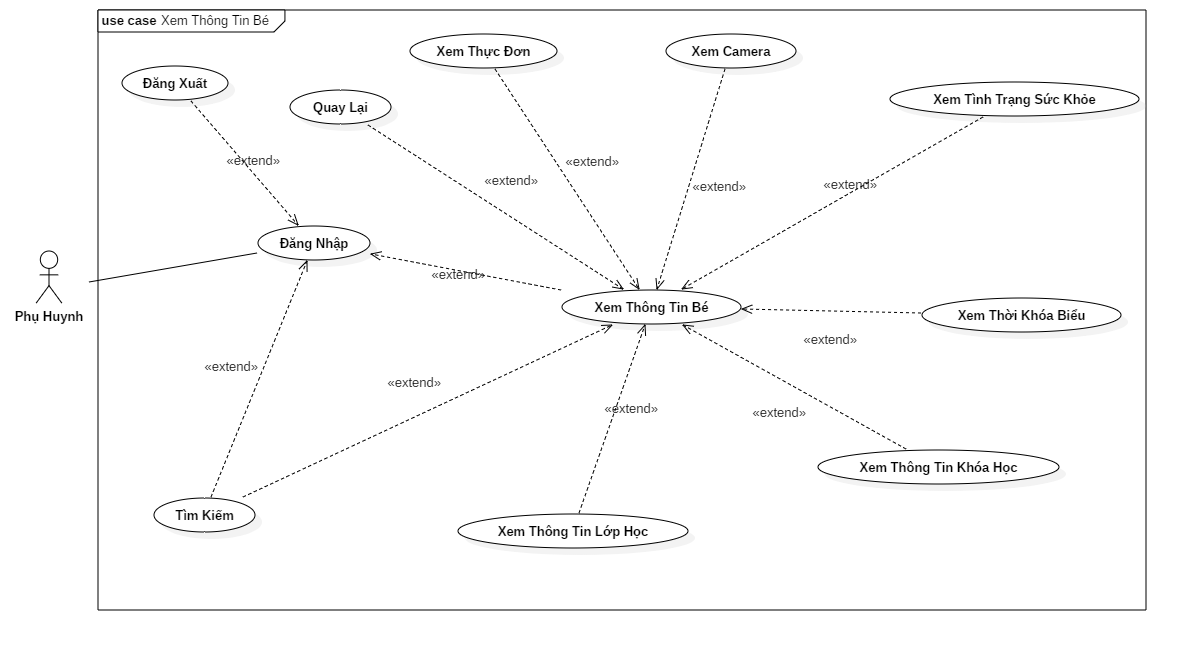 use case Xem Thông Tin Bé
Xem Thực Đơn
Xem Camera
Đăng Xuất
Quay Lại
Xem Tình Trạng Sức Khỏe
«extend»
«extend»
«extend»
«extend»
«extend»
Đăng Nhập
«extend»
Phụ Huynh
Xem Thông Tin Bé
Xem Thời Khóa Biểu
«extend»
«extend»
«extend»
«extend»
«extend»
Xem Thông Tin Khóa Học
Tìm Kiếm
Xem Thông Tin Lớp Học